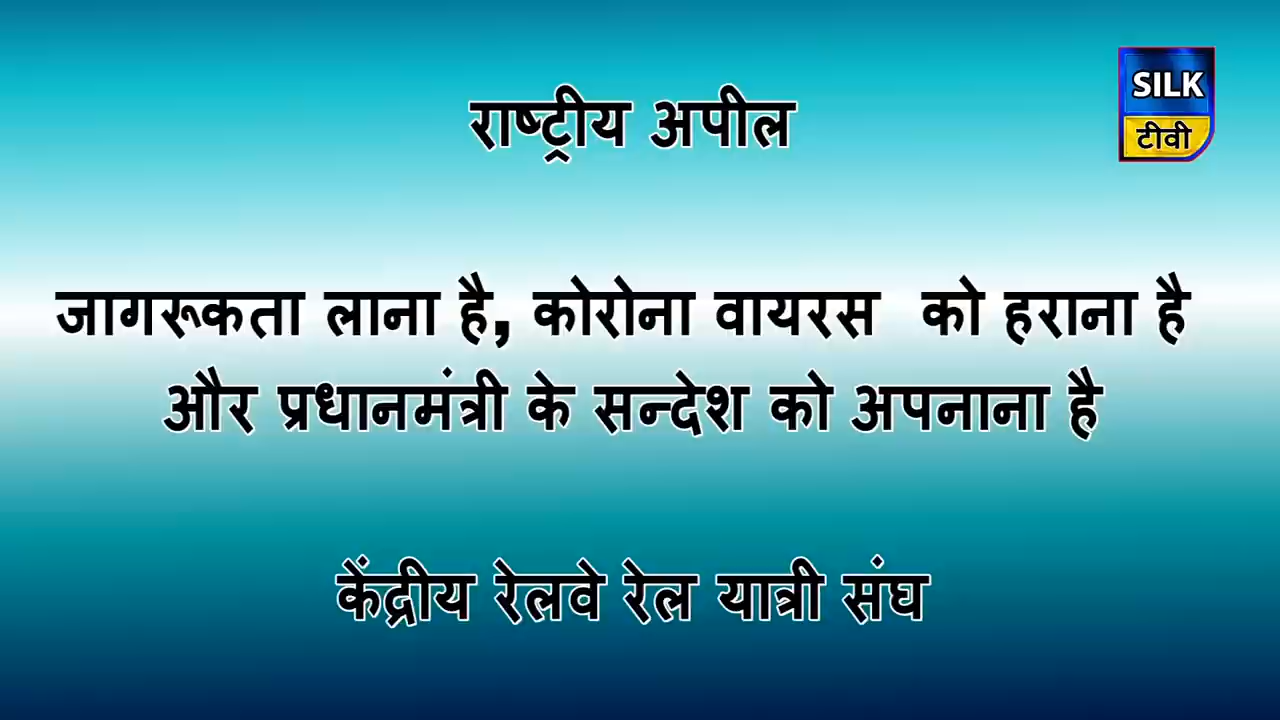 SILK
टीवी
राष्ट्रीय अपील
जागरूकता लाना है, कोरोना वायरस को हराना है
और प्रधानमंत्री के सन्देश को अपनाना है
केंद्रीय रेलवे रेल यात्री संघ